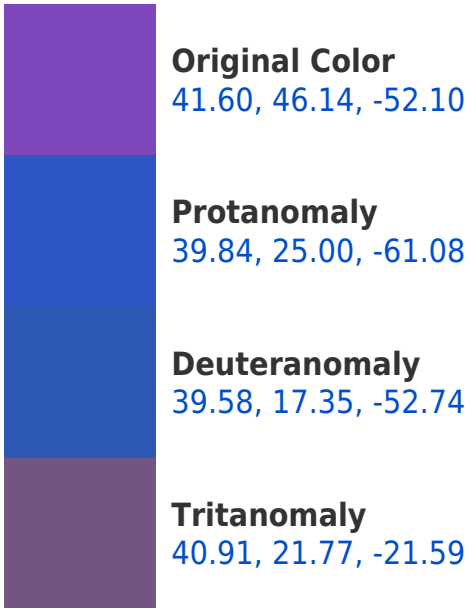 Original Color
41.60, 46.14, -52.10
Protanomaly
39.84, 25.00, -61.08
Deuteranomaly
39.58, 17.35, -52.74
Tritanomaly
40.91, 21.77, -21.59